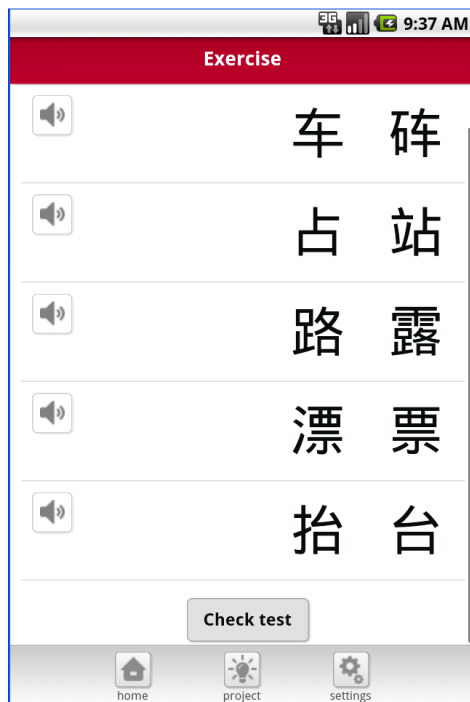 3G 9:37 AM
Exercise
车 砗
占 站
路 露
漂 票
抬 台
Check test
home project settings